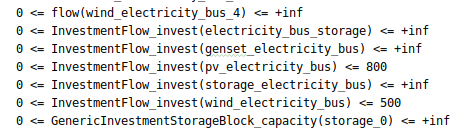 0 <= flow(wind_electricity_bus_4) <= +inf
0 <= InvestmentFlow_invest(electricity_bus_storage) <= +inf
0 <= InvestmentFlow_invest(genset_electricity_bus) <= +inf
0 <= InvestmentFlow_invest(pv_electricity_bus) <= 800
0 <= InvestmentFlow_invest(storage_electricity_bus) <= +inf
0 <= InvestmentFlow_invest(wind_electricity_bus) <= 500
0 <= GenericInvestmentStorageBlock_capacity(storage_0) <= +inf